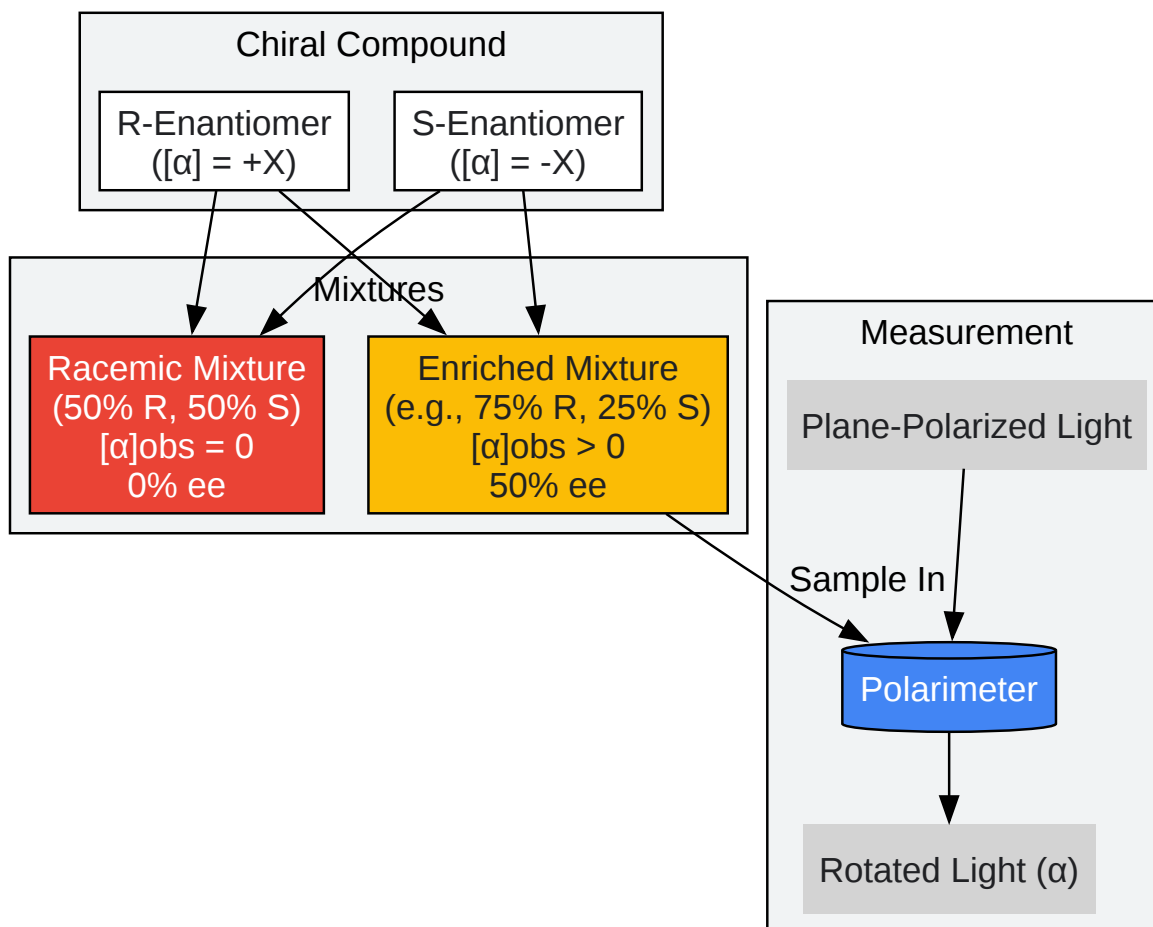 Chiral Compound
R-Enantiomer
([α] = +X)
S-Enantiomer
([α] = -X)
Mixtures
Racemic Mixture
(50% R, 50% S)
[α]obs = 0
0% ee
Enriched Mixture
(e.g., 75% R, 25% S)
[α]obs > 0
50% ee
Measurement
Plane-Polarized Light
Sample In
Polarimeter
Rotated Light (α)